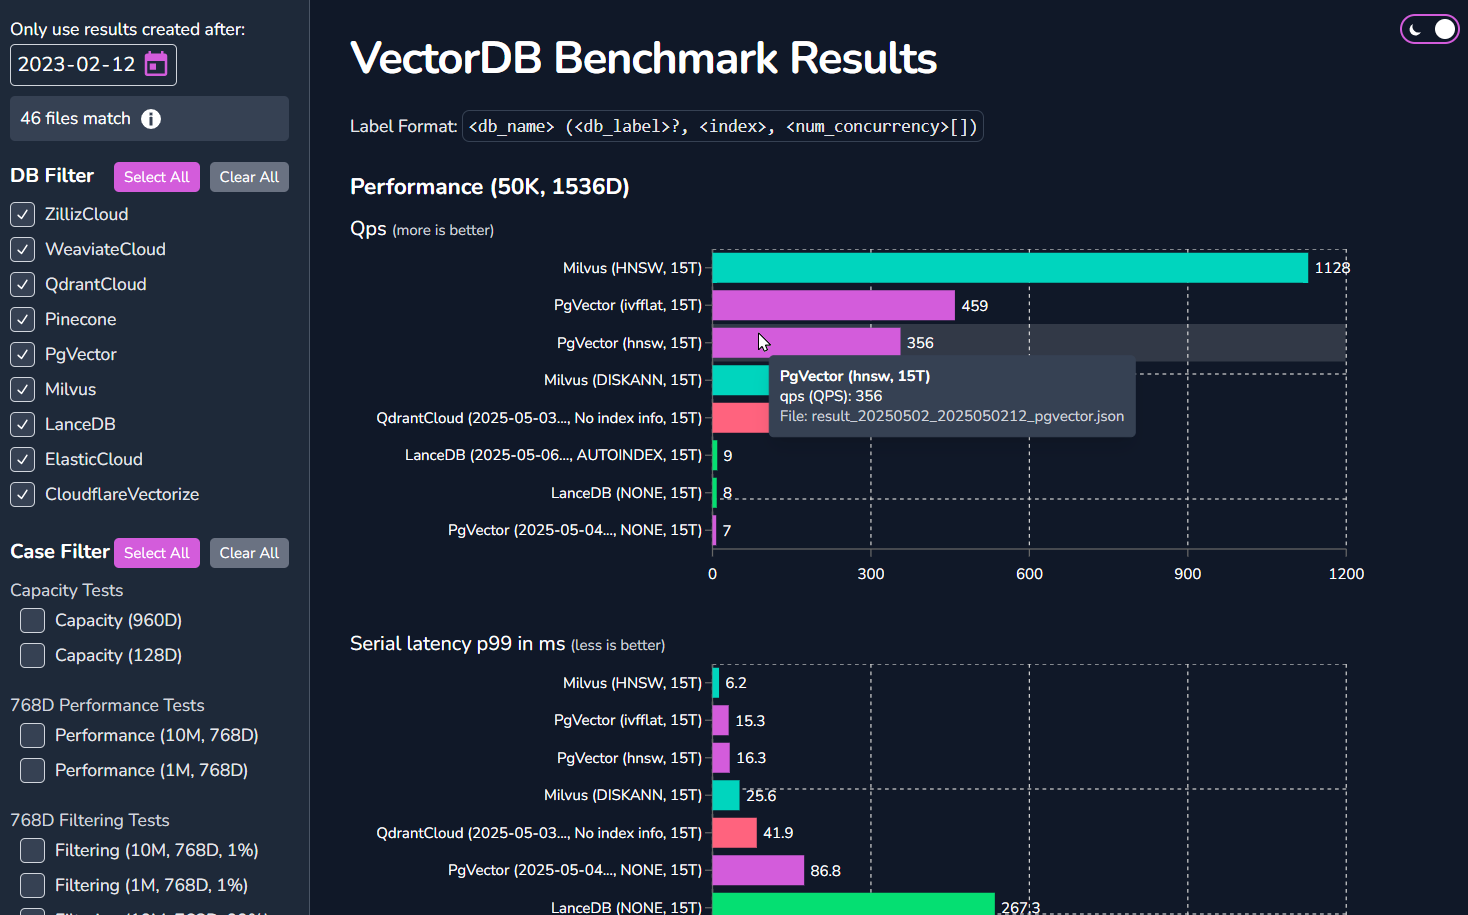 Only use results created after:
2023-02-12
46 files match
DB Filter
Select All
Clear All
ZillizCloud
WeaviateCloud
QdrantCloud
Pinecone
PgVector
Milvus
LanceDB
ElasticCloud
CloudflareVectorize
Case Filter
Select All
Clear All
Capacity Tests
Capacity (960D)
Capacity (128D)
768D Performance Tests
Performance (10M, 768D)
Performance (1M, 768D)
768D Filtering Tests
Filtering (10M, 768D, 1%)
Filtering (1M, 768D, 1%)
VectorDB Benchmark Results
Label Format: <db_name> (<db_label>?, <index>, <num_concurrency>[])
Performance (50K, 1536D)
Qps (more is better)
Milvus (HNSW, 15T) 1128
PgVector (ivfflat, 15T) 459
PgVector (hnsw, 15T) 356
Milvus (DISKANN, 15T)
QdrantCloud (2025-05-03..., No index info, 15T)
LanceDB (2025-05-06..., AUTOINDEX, 15T) 9
LanceDB (NONE, 15T) 8
PgVector (2025-05-04..., NONE, 15T) 7
PgVector (hnsw, 15T)
qps (QPS): 356
File: result_20250502_2025050212_pgvector.json
0 300 600 900 1200
Serial latency p99 in ms (less is better)
Milvus (HNSW, 15T) 6.2
PgVector (ivfflat, 15T) 15.3
PgVector (hnsw, 15T) 16.3
Milvus (DISKANN, 15T) 25.6
QdrantCloud (2025-05-03..., No index info, 15T) 41.9
PgVector (2025-05-04..., NONE, 15T) 86.8
LanceDB (NONE, 15T) 267.3